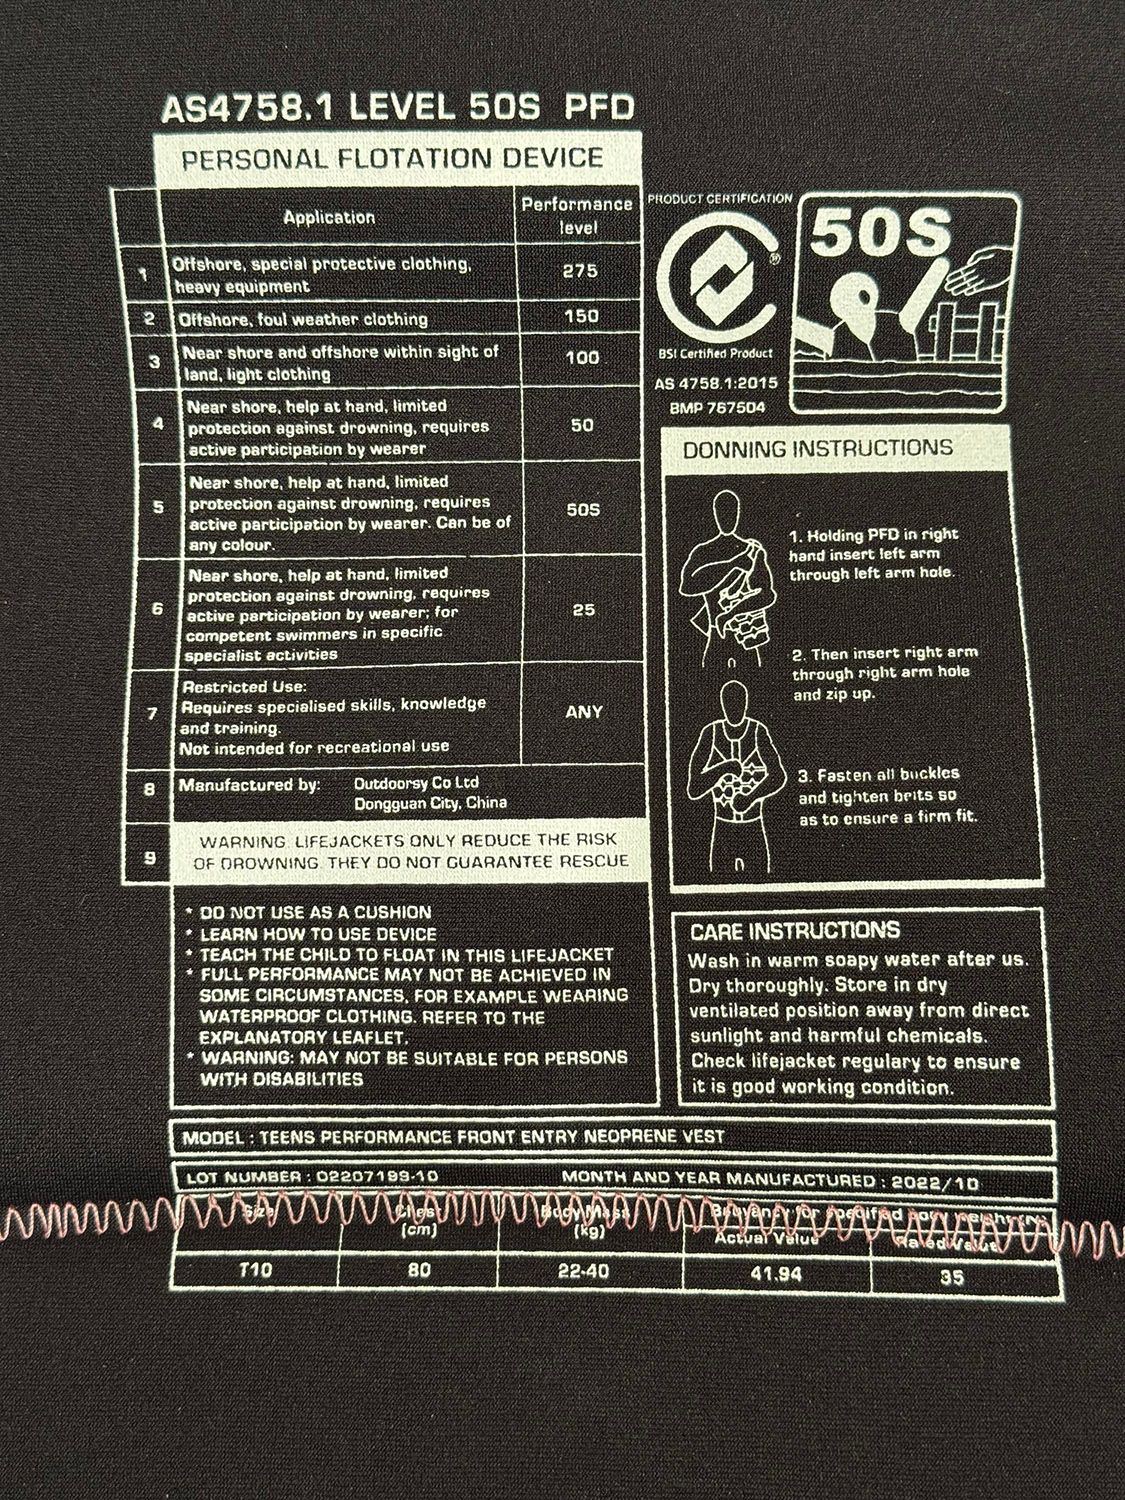 AS4758.1 LEVEL 50S PFD
PERSONAL FLOTATION DEVICE
Application
Performance
level
1
Offshore, special protective clothing,
heavy equipment
275
2
Offshore, foul weather clothing
150
3
Near shore and offshore within sight of
land, light clothing
100
4
Near shore, help at hand, limited
protection against drowning, requires
active participation by wearer
50
5
Near shore, help at hand, limited
protection against drowning, requires
active participation by wearer. Can be of
any colour.
50S
6
Near shore, help at hand, limited
protection against drowning, requires
active participation by wearer; for
competent swimmers in specific
specialist activities
25
7
Restricted Use:
Requires specialised skills, knowledge
and training.
Not intended for recreational use
ANY
8
Manufactured by: Outdoorsy Co Ltd
Dongguan City, China
9
WARNING. LIFEJACKETS ONLY REDUCE THE RISK
OF DROWNING. THEY DO NOT GUARANTEE RESCUE
* DO NOT USE AS A CUSHION
* LEARN HOW TO USE DEVICE
* TEACH THE CHILD TO FLOAT IN THIS LIFEJACKET
* FULL PERFORMANCE MAY NOT BE ACHIEVED IN
SOME CIRCUMSTANCES, FOR EXAMPLE WEARING
WATERPROOF CLOTHING. REFER TO THE
EXPLANATORY LEAFLET.
* WARNING: MAY NOT BE SUITABLE FOR PERSONS
WITH DISABILITIES
PRODUCT CERTIFICATION
®
BSI Certified Product
AS 4758.1:2015
BMP 767504
50S
DONNING INSTRUCTIONS
1. Holding PFD in right
hand insert left arm
through left arm hole.
2. Then insert right arm
through right arm hole
and zip up.
3. Fasten all buckles
and tighten belts so
as to ensure a firm fit.
CARE INSTRUCTIONS
Wash in warm soapy water after us.
Dry thoroughly. Store in dry
ventilated position away from direct
sunlight and harmful chemicals.
Check lifejacket regulary to ensure
it is good working condition.
MODEL : TEENS PERFORMANCE FRONT ENTRY NEOPRENE VEST
LOT NUMBER : 02207199-10 MONTH AND YEAR MANUFACTURED : 2022/10
Size
Chest
(cm)
Body Mass
(kg)
Buoyancy for specified body weight
Actual Value
Rated Value
T10
80
22-40
41.94
35